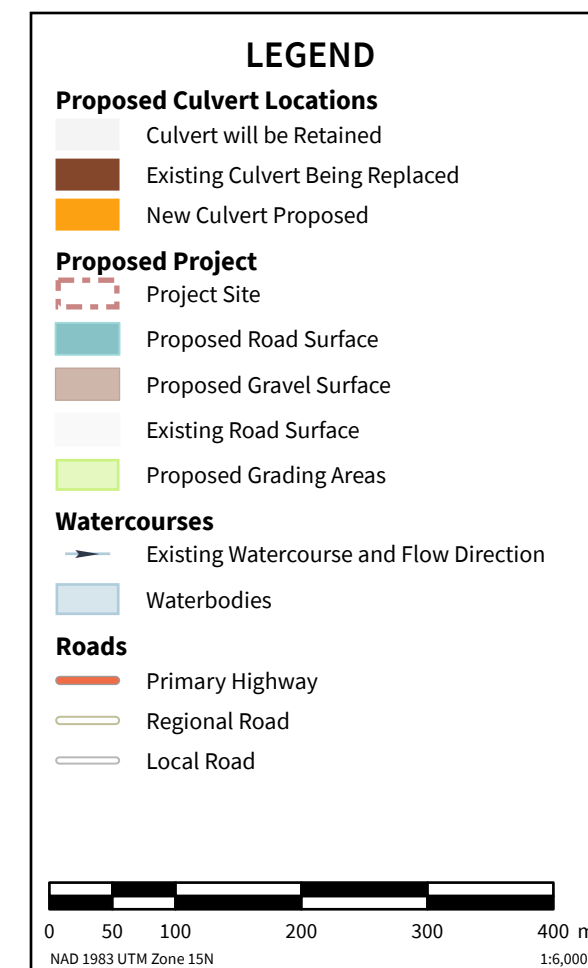 LEGEND
Proposed Culvert Locations
Culvert will be Retained
Existing Culvert Being Replaced
New Culvert Proposed
Proposed Project
Project Site
Proposed Road Surface
Proposed Gravel Surface
Existing Road Surface
Proposed Grading Areas
Watercourses
Existing Watercourse and Flow Direction
Waterbodies
Roads
Primary Highway
Regional Road
Local Road
0 50 100 200 300 400 m
NAD 1983 UTM Zone 15N 1:6,000